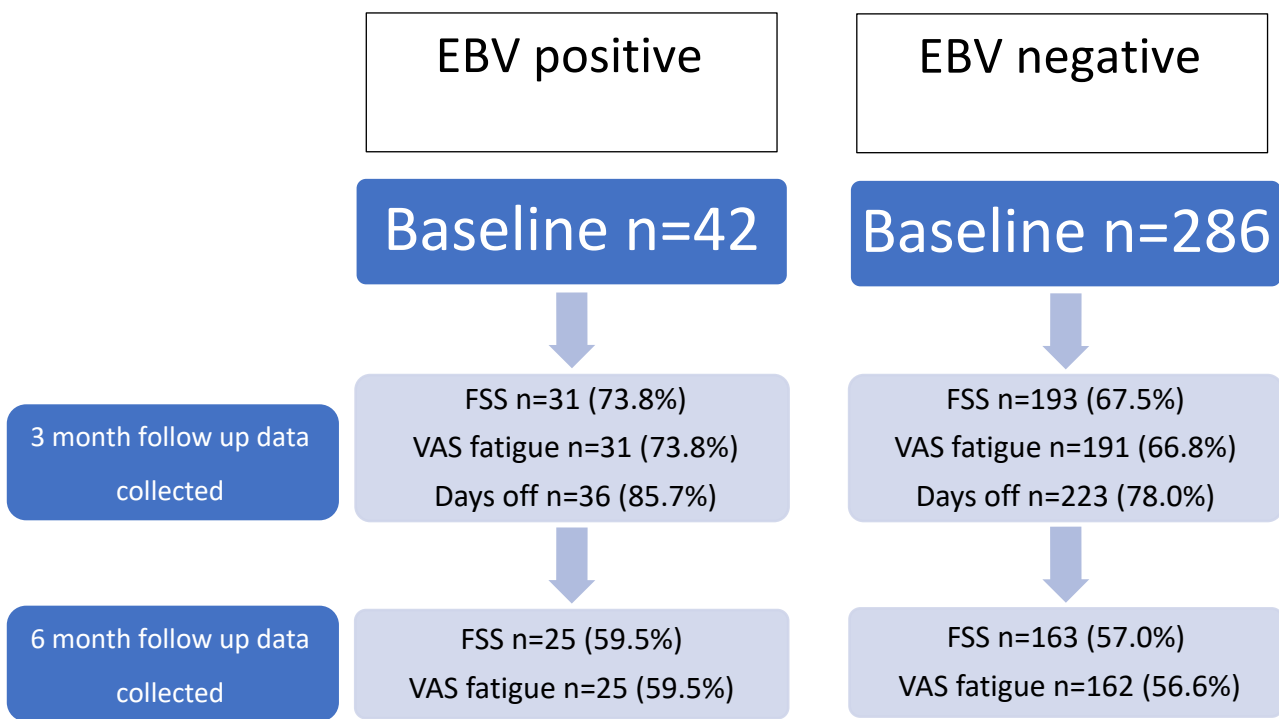 EBV positive
EBV negative
Baseline n=42
Baseline n=286
3 month follow up data
collected
FSS n=31 (73.8%)
VAS fatigue n=31 (73.8%)
Days off n=36 (85.7%)
FSS n=193 (67.5%)
VAS fatigue n=191 (66.8%)
Days off n=223 (78.0%)
6 month follow up data
collected
FSS n=25 (59.5%)
VAS fatigue n=25 (59.5%)
FSS n=163 (57.0%)
VAS fatigue n=162 (56.6%)